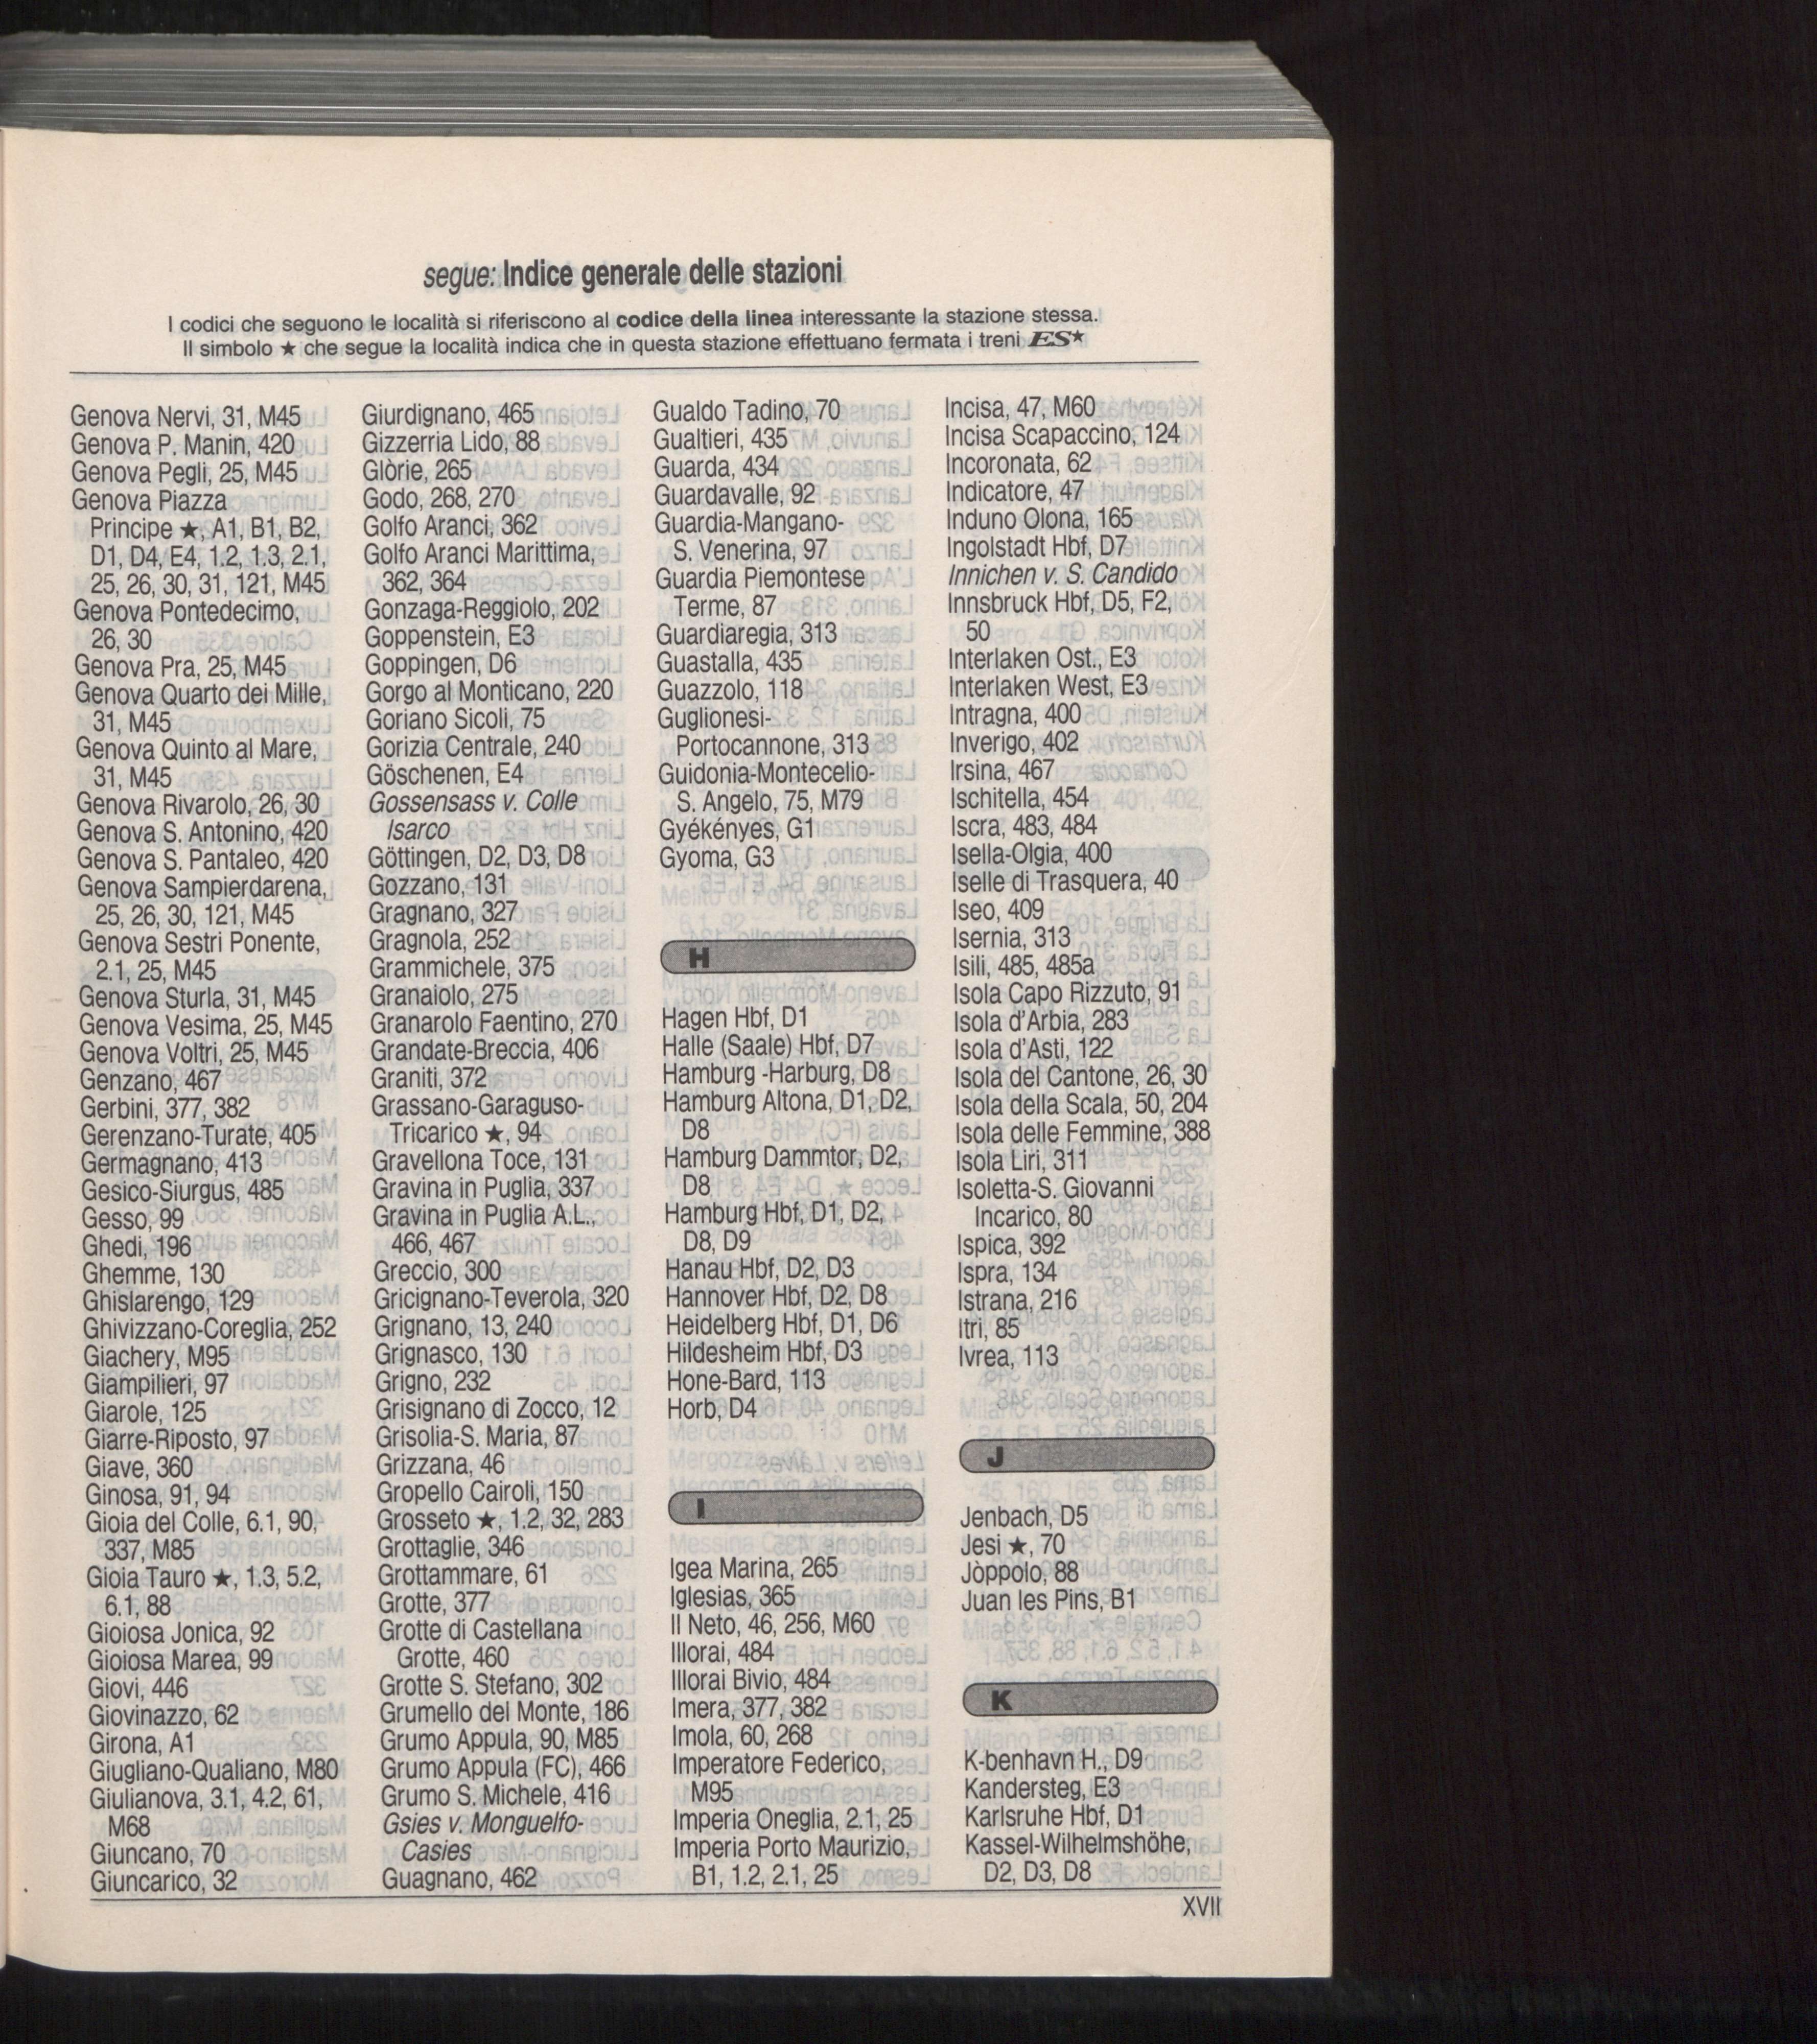 segue: Indice generale delle stazioni
I codici che seguono le località si riferiscono al codice della linea interessante la stazione stessa.
Il simbolo ★ che segue la località indica che in questa stazione effettuano fermata i treni ES★
Genova Nervi, 31, M45
Genova P. Manin, 420
Genova Pegli, 25, M45
Genova Piazza
Principe ★, A1, B1, B2,
D1, D4, E4, 1.2, 1.3, 2.1,
25, 26, 30, 31, 121, M45
Genova Pontedecimo,
26, 30
Genova Pra, 25, M45
Genova Quarto dei Mille,
31, M45
Genova Quinto al Mare,
31, M45
Genova Rivarolo, 26, 30
Genova S. Antonino, 420
Genova S. Pantaleo, 420
Genova Sampierdarena,
25, 26, 30, 121, M45
Genova Sestri Ponente,
2.1, 25, M45
Genova Sturla, 31, M45
Genova Vesima, 25, M45
Genova Voltri, 25, M45
Genzano, 467
Gerbini, 377, 382
Gerenzano-Turate, 405
Germagnano, 413
Gesico-Siurgus, 485
Gesso, 99
Ghedi, 196
Ghemme, 130
Ghislarengo, 129
Ghivizzano-Coreglia, 252
Giachery, M95
Giampilieri, 97
Giarole, 125
Giarre-Riposto, 97
Giave, 360
Ginosa, 91, 94
Gioia del Colle, 6.1, 90,
337, M85
Gioia Tauro ★, 1.3, 5.2,
6.1, 88
Gioiosa Jonica, 92
Gioiosa Marea, 99
Giovi, 446
Giovinazzo, 62
Girona, A1
Giugliano-Qualiano, M80
Giulianova, 3.1, 4.2, 61,
M68
Giuncano, 70
Giuncarico, 32
Giurdignano, 465
Gizzerria Lido, 88
Glòrie, 265
Godo, 268, 270
Golfo Aranci, 362
Golfo Aranci Marittima,
362, 364
Gonzaga-Reggiolo, 202
Goppenstein, E3
Goppingen, D6
Gorgo al Monticano, 220
Goriano Sicoli, 75
Gorizia Centrale, 240
Göschenen, E4
Gossensass v. Colle
Isarco
Göttingen, D2, D3, D8
Gozzano, 131
Gragnano, 327
Gragnola, 252
Grammichele, 375
Granaiolo, 275
Granarolo Faentino, 270
Grandate-Breccia, 406
Graniti, 372
Grassano-Garaguso-
Tricarico ★, 94
Gravellona Toce, 131
Gravina in Puglia, 337
Gravina in Puglia A.L.,
466, 467
Greccio, 300
Gricignano-Teverola, 320
Grignano, 13, 240
Grignasco, 130
Grigno, 232
Grisignano di Zocco, 12
Grisolia-S. Maria, 87
Grizzana, 46
Gropello Cairoli, 150
Grosseto ★, 1.2, 32, 283
Grottaglie, 346
Grottammare, 61
Grotte, 377
Grotte di Castellana
Grotte, 460
Grotte S. Stefano, 302
Grumello del Monte, 186
Grumo Appula, 90, M85
Grumo Appula (FC), 466
Grumo S. Michele, 416
Gsies v. Monguelfo-
Casies
Guagnano, 462
Gualdo Tadino, 70
Gualtieri, 435
Guarda, 434
Guardavalle, 92
Guardia-Mangano-
S. Venerina, 97
Guardia Piemontese
Terme, 87
Guardiaregia, 313
Guastalla, 435
Guazzolo, 118
Guglionesi-
Portocannone, 313
Guidonia-Montecelio-
S. Angelo, 75, M79
Gyékényes, G1
Gyoma, G3
H
Hagen Hbf, D1
Halle (Saale) Hbf, D7
Hamburg -Harburg, D8
Hamburg Altona, D1, D2,
D8
Hamburg Dammtor, D2,
D8
Hamburg Hbf, D1, D2,
D8, D9
Hanau Hbf, D2, D3
Hannover Hbf, D2, D8
Heidelberg Hbf, D1, D6
Hildesheim Hbf, D3
Hone-Bard, 113
Horb, D4
I
Igea Marina, 265
Iglesias, 365
Il Neto, 46, 256, M60
Illorai, 484
Illorai Bivio, 484
Imera, 377, 382
Imola, 60, 268
Imperatore Federico,
M95
Imperia Oneglia, 2.1, 25
Imperia Porto Maurizio,
B1, 1.2, 2.1, 25
Incisa, 47, M60
Incisa Scapaccino, 124
Incoronata, 62
Indicatore, 47
Induno Olona, 165
Ingolstadt Hbf, D7
Innichen v. S. Candido
Innsbruck Hbf, D5, F2,
50
Interlaken Ost., E3
Interlaken West, E3
Intragna, 400
Inverigo, 402
Irsina, 467
Ischitella, 454
Iscra, 483, 484
Isella-Olgia, 400
Iselle di Trasquera, 40
Iseo, 409
Isernia, 313
Isili, 485, 485a
Isola Capo Rizzuto, 91
Isola d'Arbia, 283
Isola d'Asti, 122
Isola del Cantone, 26, 30
Isola della Scala, 50, 204
Isola delle Femmine, 388
Isola Liri, 311
Isoletta-S. Giovanni
Incarico, 80
Ispica, 392
Ispra, 134
Istrana, 216
Itri, 85
Ivrea, 113
J
Jenbach, D5
Jesi ★, 70
Jòppolo, 88
Juan les Pins, B1
K
K-benhavn H., D9
Kandersteg, E3
Karlsruhe Hbf, D1
Kassel-Wilhelmshöhe,
D2, D3, D8
XVII